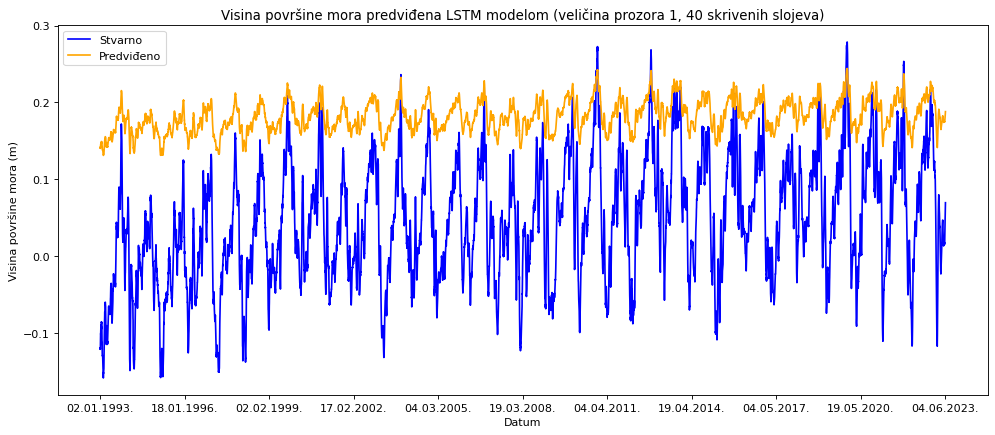 Visina površine mora predviđena LSTM modelom (veličina prozora 1, 40 skrivenih slojeva)
Stvarno
Predviđeno
Visina površine mora (m)
0.3
0.2
0.1
0.0
−0.1
02.01.1993. 18.01.1996. 02.02.1999. 17.02.2002. 04.03.2005. 19.03.2008. 04.04.2011. 19.04.2014. 04.05.2017. 19.05.2020. 04.06.2023.
Datum